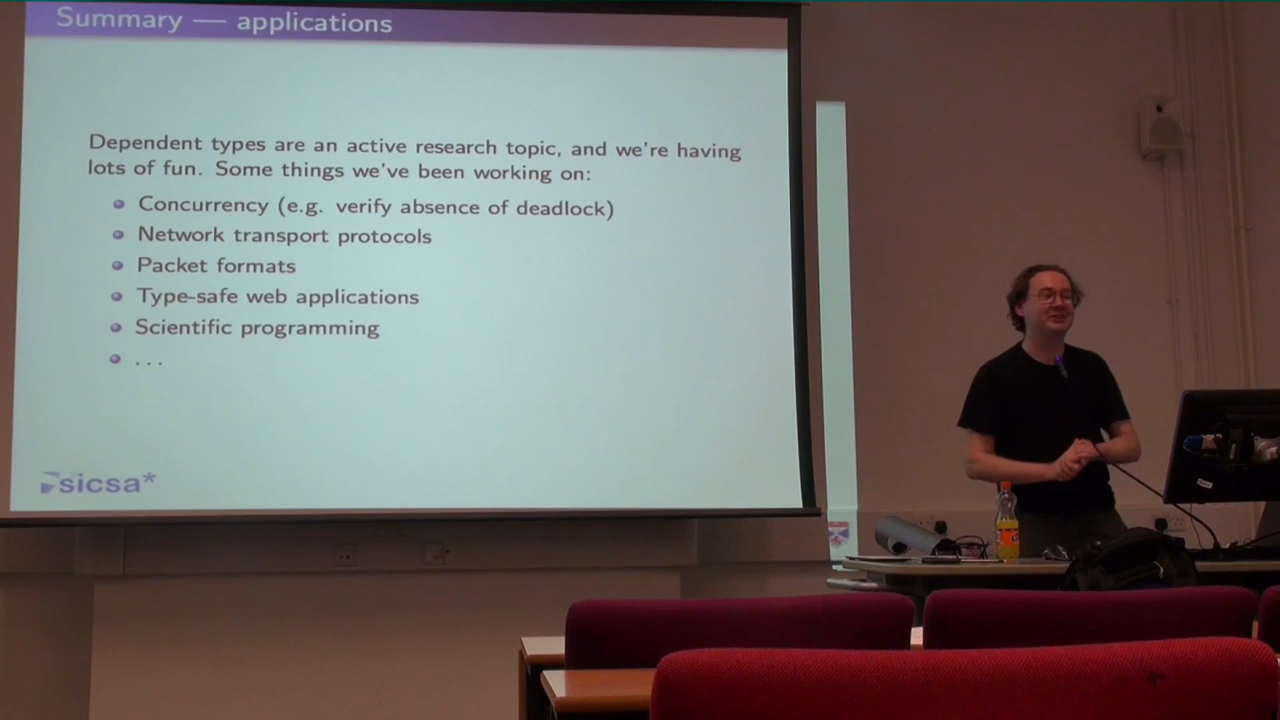 Summary — applications
Dependent types are an active research topic, and we're having
lots of fun. Some things we've been working on:
Concurrency (e.g. verify absence of deadlock)
Network transport protocols
Packet formats
Type-safe web applications
Scientific programming
...
sicsa*